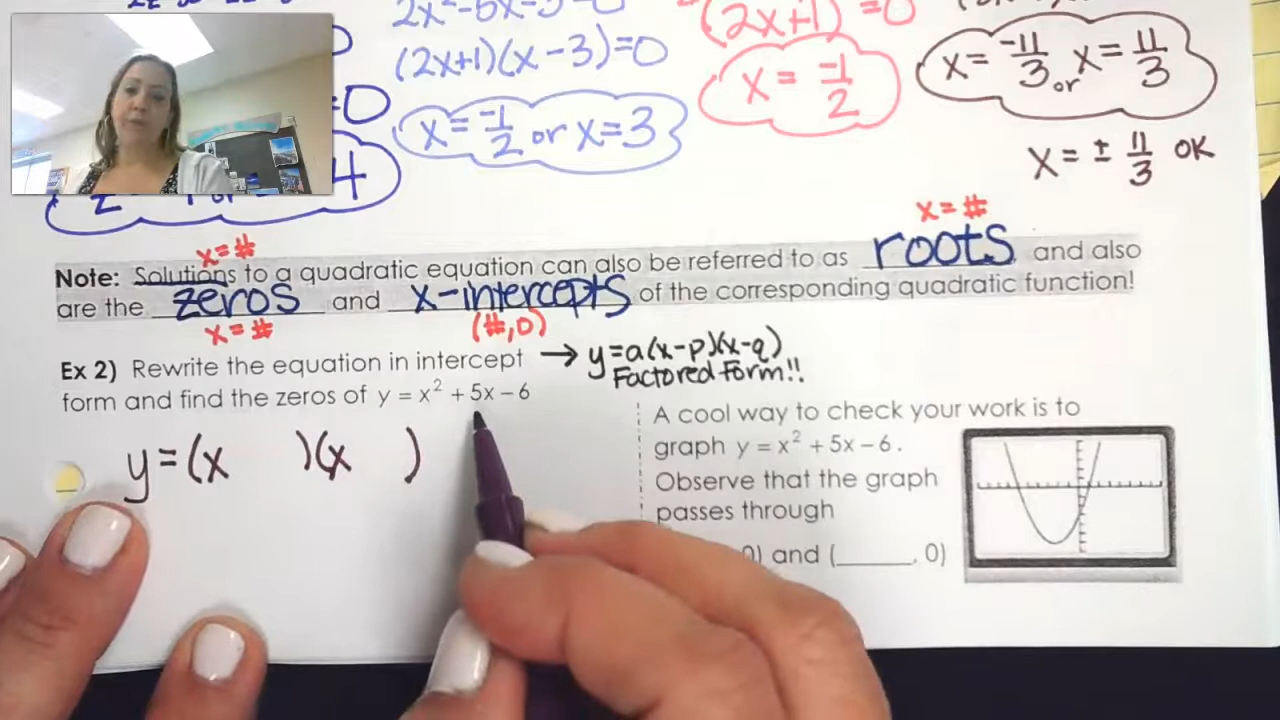 (2x+1)(x-3)=0
(2x+1) =0
=0
x = -1/2 or x=3
x = -1/2
x = -11/3 or x = 11/3
4
x = ± 11/3 OK
x=#
x=#
Note: Solutions to a quadratic equation can also be referred to as roots and also
are the zeros and x-intercepts of the corresponding quadratic function!
x=#
(#,0)
Ex 2) Rewrite the equation in intercept → y=a(x-p)(x-q)
form and find the zeros of y = x² + 5x – 6
Factored Form!!
y=(x )(x )
A cool way to check your work is to
graph y = x² + 5x – 6.
Observe that the graph
passes through
0) and (______, 0)